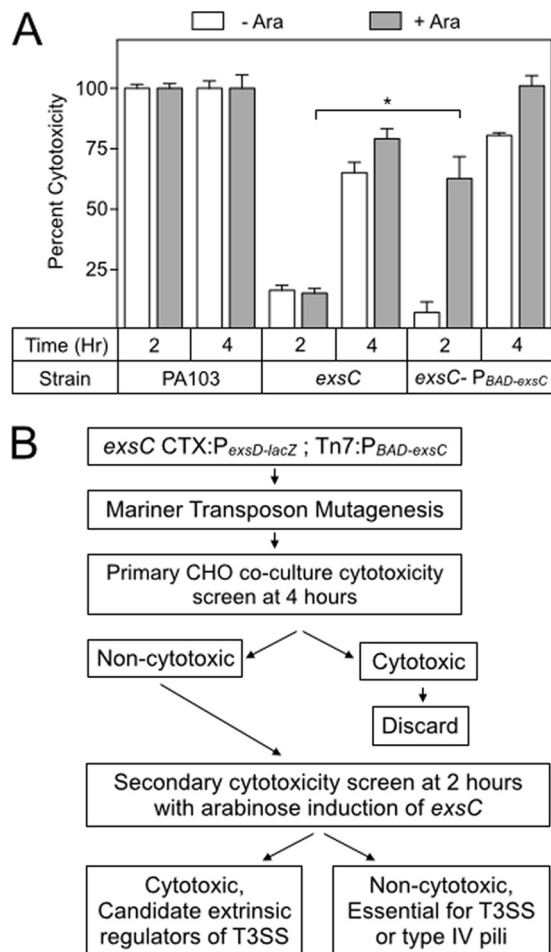 A
- Ara
+ Ara
Percent Cytotoxicity
100
75
50
25
*
Time (Hr) 2 4 2 4 2 4
Strain PA103 exsC exsC- PBAD-exsC
B
exsC CTX:PexsD-lacZ ; Tn7:PBAD-exsC
Mariner Transposon Mutagenesis
Primary CHO co-culture cytotoxicity
screen at 4 hours
Non-cytotoxic
Cytotoxic
Discard
Secondary cytotoxicity screen at 2 hours
with arabinose induction of exsC
Cytotoxic,
Candidate extrinsic
regulators of T3SS
Non-cytotoxic,
Essential for T3SS
or type IV pili